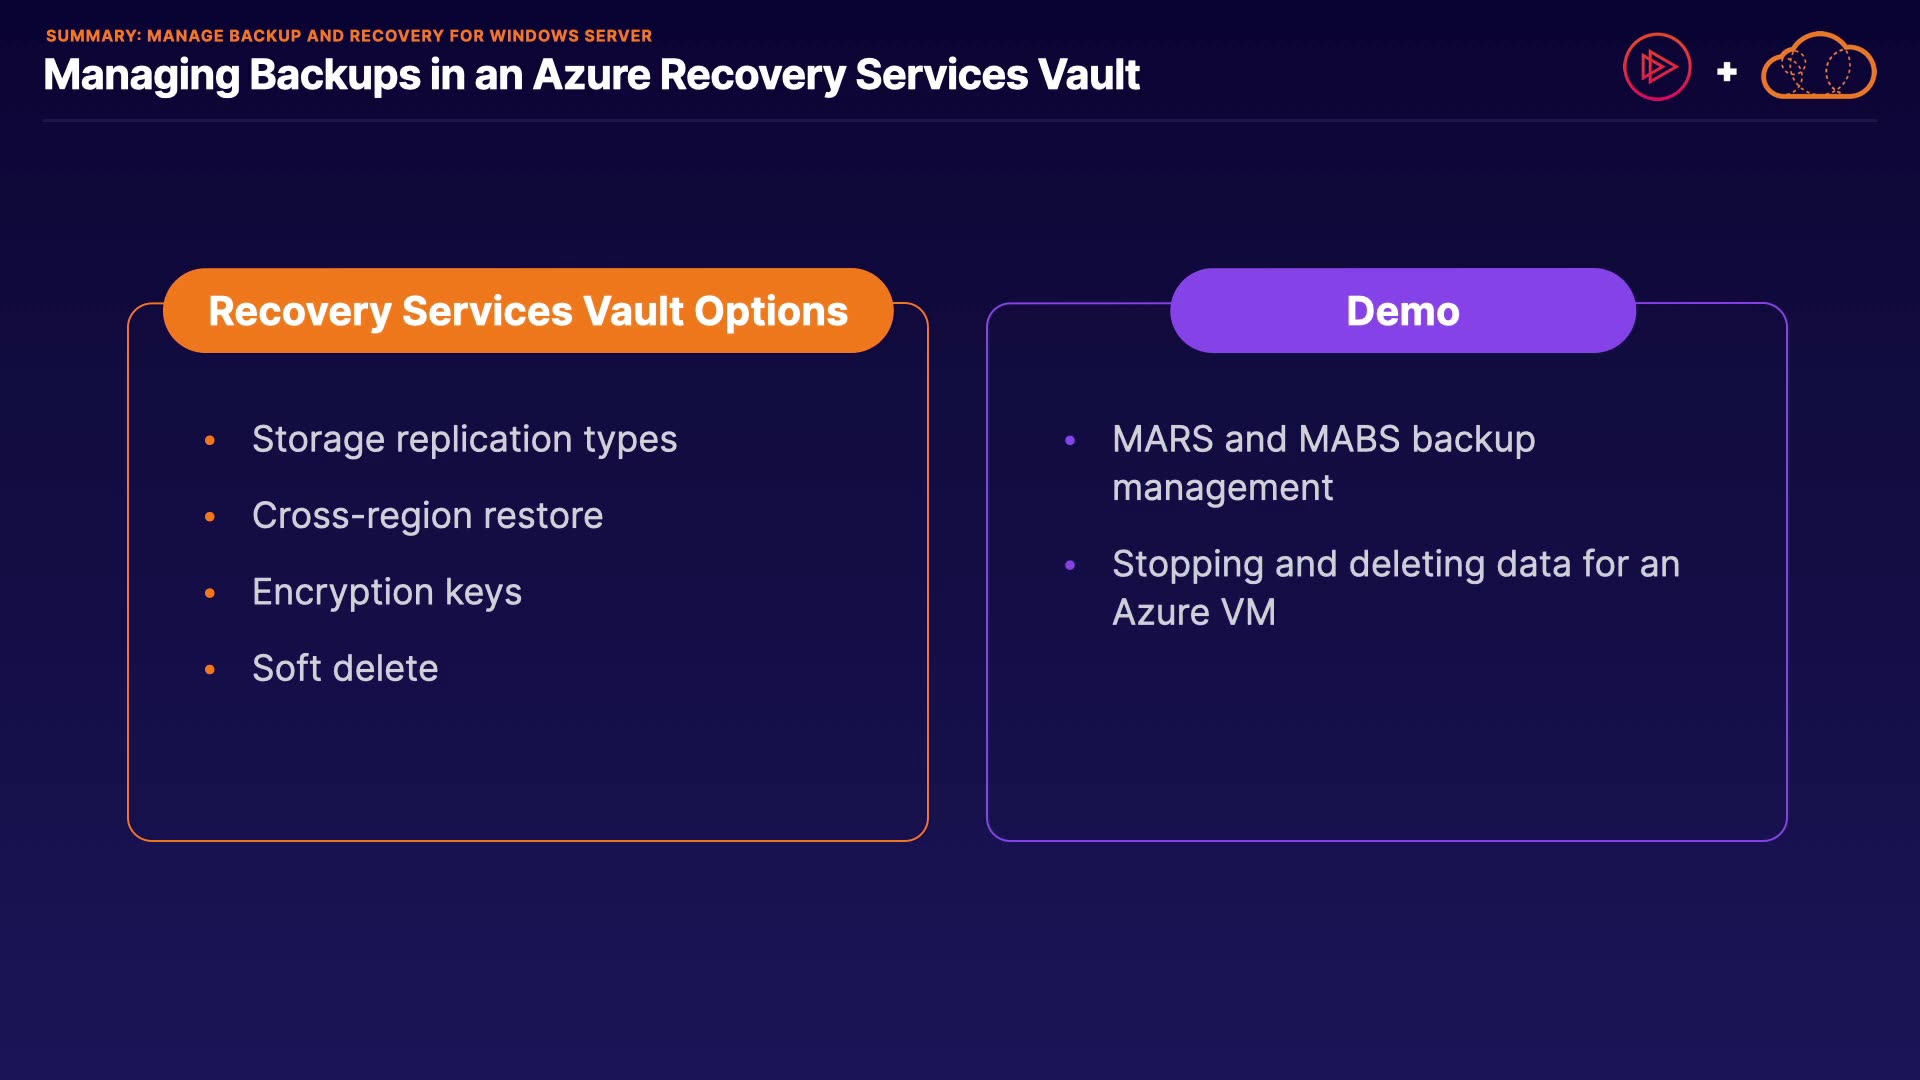 SUMMARY: MANAGE BACKUP AND RECOVERY FOR WINDOWS SERVER
Managing Backups in an Azure Recovery Services Vault
+
Recovery Services Vault Options
• Storage replication types
• Cross-region restore
• Encryption keys
• Soft delete
Demo
• MARS and MABS backup
management
• Stopping and deleting data for an
Azure VM